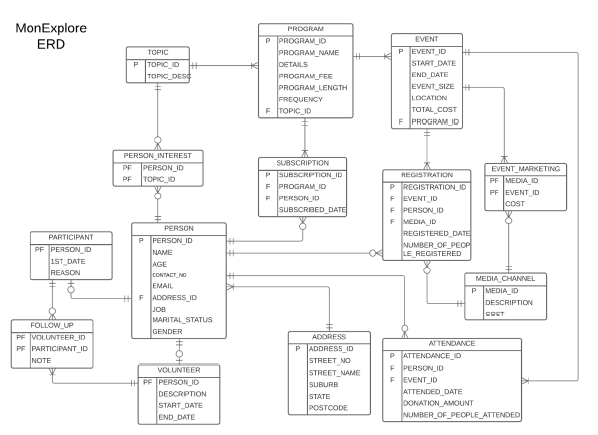 MonExplore
ERD
TOPIC
P TOPIC_ID
TOPIC_DESC
PROGRAM
P PROGRAM_ID
PROGRAM_NAME
DETAILS
PROGRAM_FEE
PROGRAM_LENGTH
FREQUENCY
F TOPIC_ID
EVENT
P EVENT_ID
START_DATE
END_DATE
EVENT_SIZE
LOCATION
TOTAL_COST
F PROGRAM_ID
PERSON_INTEREST
PF PERSON_ID
PF TOPIC_ID
SUBSCRIPTION
P SUBSCRIPTION_ID
F PROGRAM_ID
F PERSON_ID
SUBSCRIBED_DATE
REGISTRATION
P REGISTRATION_ID
F EVENT_ID
F PERSON_ID
F MEDIA_ID
REGISTERED_DATE
NUMBER_OF_PEOP
LE_REGISTERED
EVENT_MARKETING
PF MEDIA_ID
PF EVENT_ID
COST
PARTICIPANT
PF PERSON_ID
1ST_DATE
REASON
PERSON
P PERSON_ID
NAME
AGE
CONTACT_NO
EMAIL
F ADDRESS_ID
JOB
MARITAL_STATUS
GENDER
MEDIA_CHANNEL
P MEDIA_ID
DESCRIPTION
COST
FOLLOW_UP
PF VOLUNTEER_ID
PF PARTICIPANT_ID
NOTE
VOLUNTEER
PF PERSON_ID
DESCRIPTION
START_DATE
END_DATE
ADDRESS
P ADDRESS_ID
STREET_NO
STREET_NAME
SUBURB
STATE
POSTCODE
ATTENDANCE
P ATTENDANCE_ID
F PERSON_ID
F EVENT_ID
ATTENDED_DATE
DONATION_AMOUNT
NUMBER_OF_PEOPLE_ATTENDED